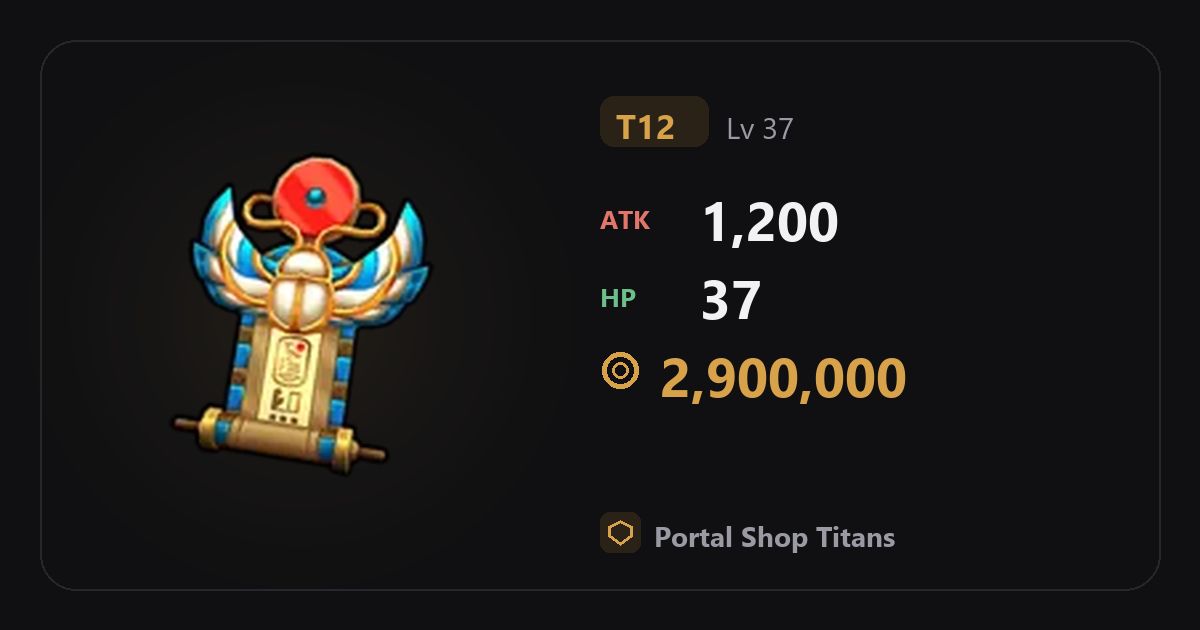 T12 Lv 37
ATK 1,200
HP 37
2,900,000
Portal Shop Titans